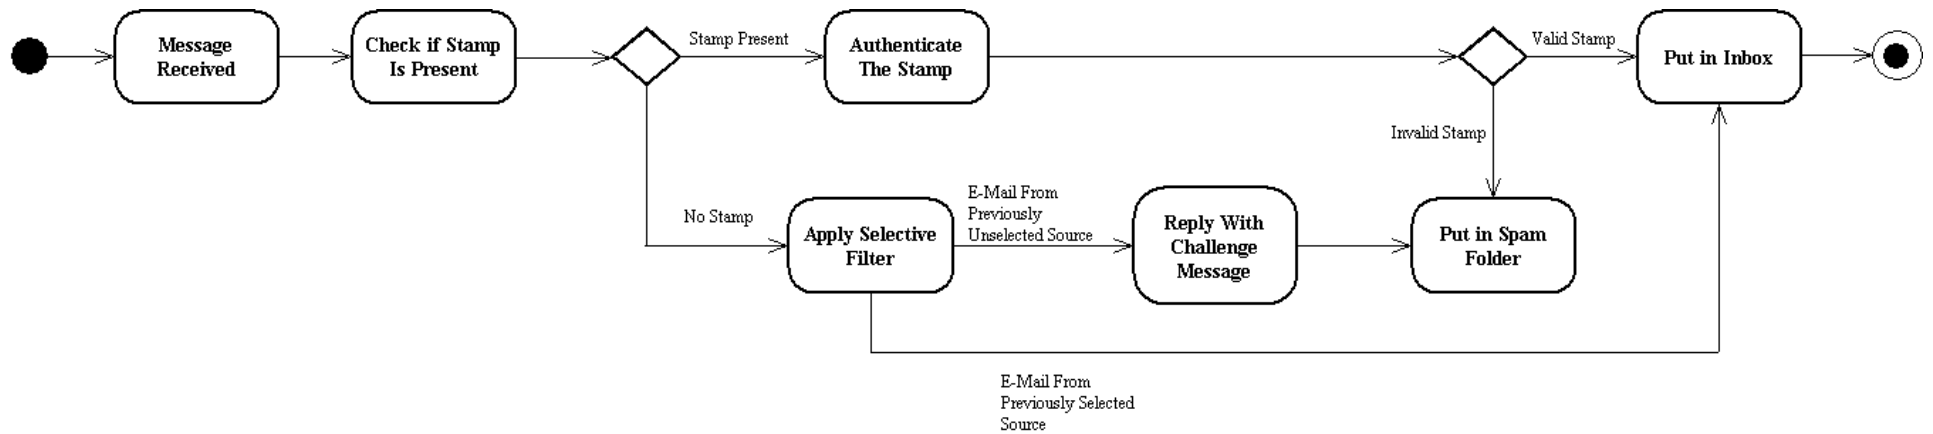 Message
Received
Check if Stamp
Is Present
Stamp Present
Authenticate
The Stamp
Valid Stamp
Put in Inbox
Invalid Stamp
No Stamp
Apply Selective
Filter
E-Mail From
Previously
Unselected Source
Reply With
Challenge
Message
Put in Spam
Folder
E-Mail From
Previously Selected
Source